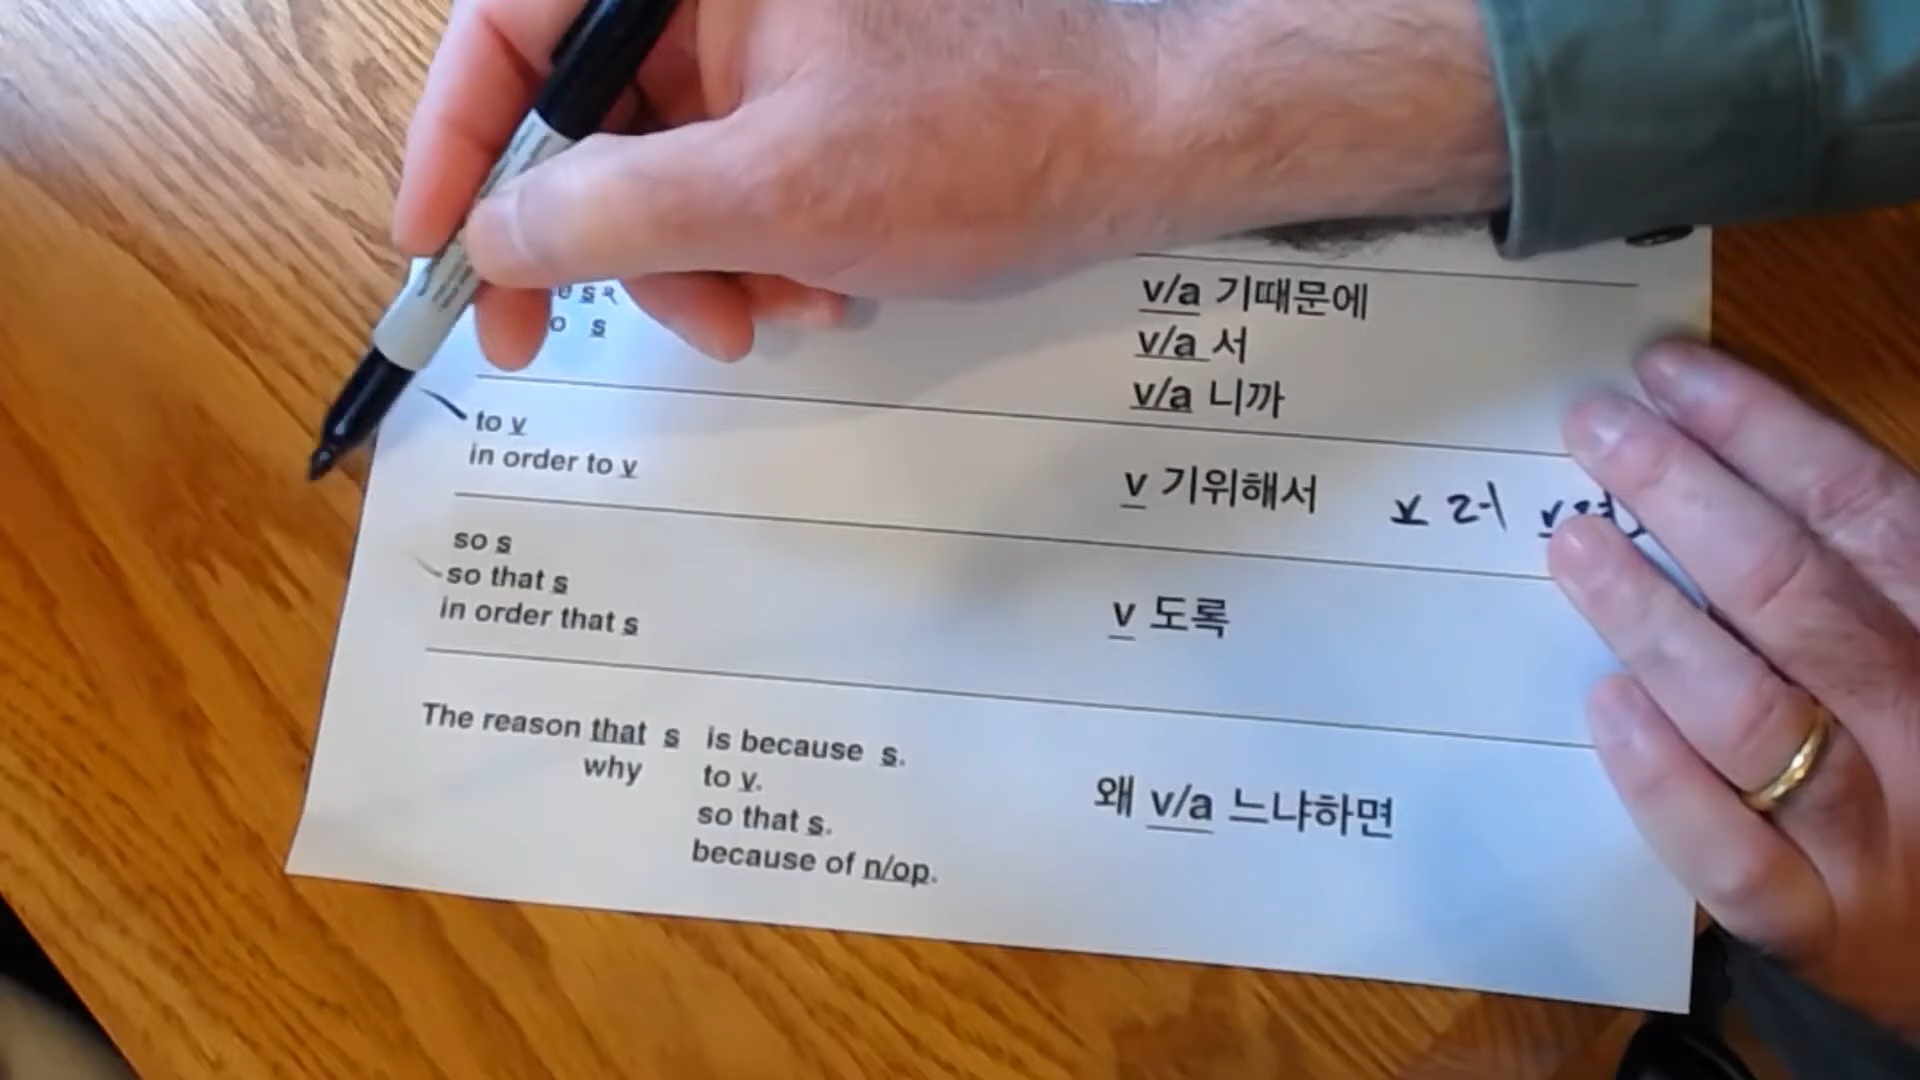 s
o s
v/a 기때문에
v/a 서
v/a 니까
to v
in order to v
v 기위해서 v 러 v
so s
so that s
in order that s
v 도록
The reason that s is because s.
why to v.
so that s.
because of n/op.
왜 v/a 느냐하면